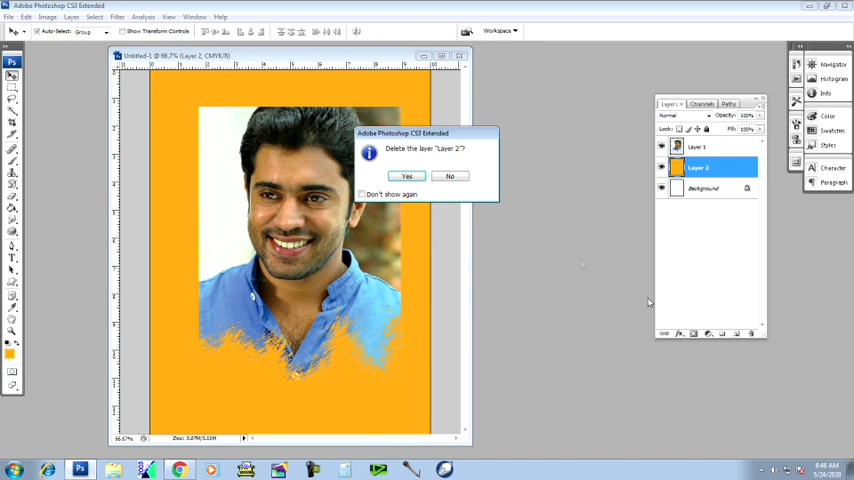 Adobe Photoshop CS3 Extended
File Edit Image Layer Select Filter Analysis View Window Help
Auto-Select: Group Show Transform Controls Workspace
Untitled-1 @ 66.7% (Layer 2, CMYK/8)
Adobe Photoshop CS3 Extended
Delete the layer "Layer 2"?
Yes No
Don't show again
Layers × Channels Paths
Normal Opacity: 100%
Lock: Fill: 100%
Layer 1
Layer 2
Background
Navigator
Histogram
Info
Color
Swatches
Styles
Character
Paragraph
66.67% Doc: 3.07M/3.11M
8:48 AM
5/24/2020